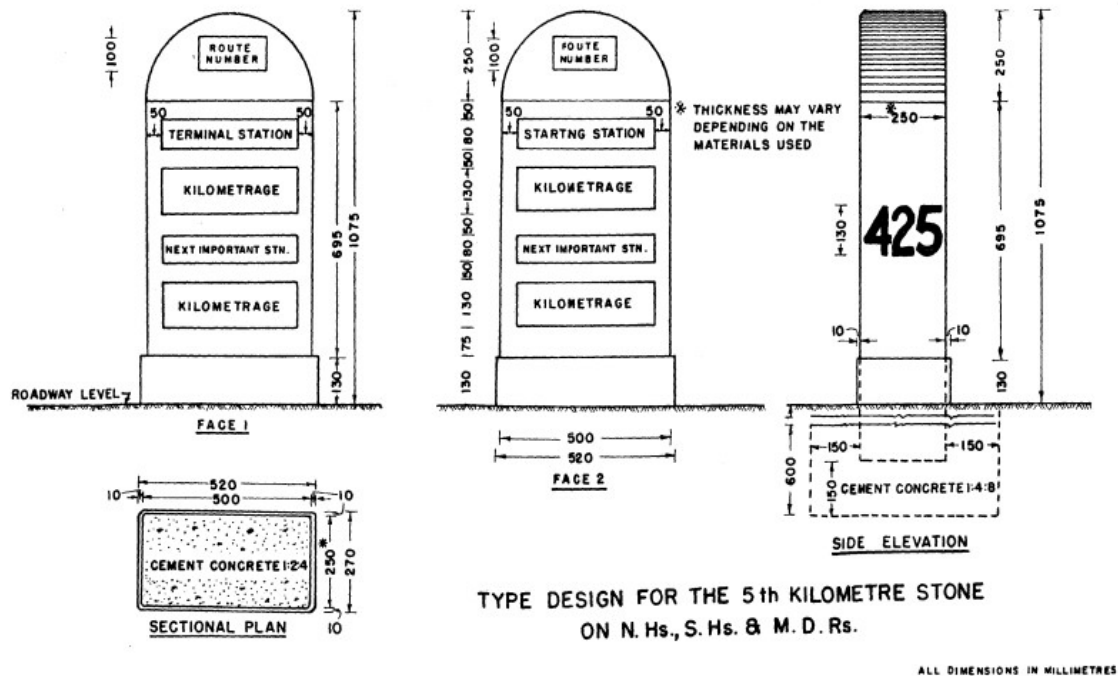 ROUTE
NUMBER
100
50
50
TERMINAL STATION
KILOMETRAGE
NEXT IMPORTANT STN.
KILOMETRAGE
695
1075
130
ROADWAY LEVEL
FACE 1
ROUTE
NUMBER
250
100
50
50
50
80
50
130
50
80
50
130
75
130
STARTNG STATION
KILOMETRAGE
NEXT IMPORTANT STN.
KILOMETRAGE
500
520
FACE 2
* THICKNESS MAY VARY
DEPENDING ON THE
MATERIALS USED
*
250
250
425
130
695
1075
10
10
130
150
150
600
150
CEMENT CONCRETE 1:4:8
SIDE ELEVATION
520
10
500
10
CEMENT CONCRETE 1:2:4
250
*
270
10
SECTIONAL PLAN
TYPE DESIGN FOR THE 5th KILOMETRE STONE
ON N. Hs., S. Hs. & M. D. Rs.
ALL DIMENSIONS IN MILLIMETRES